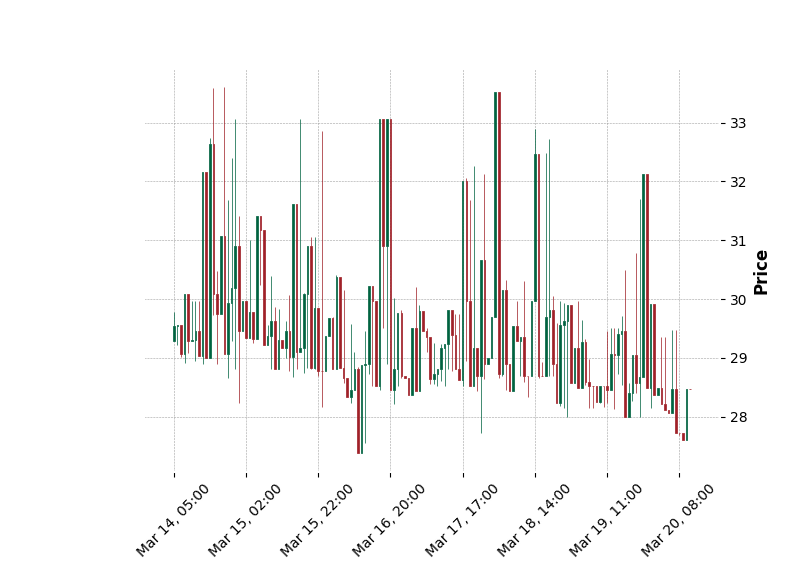 33
32
31
30
29
28
Price
Mar 14, 05:00
Mar 15, 02:00
Mar 15, 22:00
Mar 16, 20:00
Mar 17, 17:00
Mar 18, 14:00
Mar 19, 11:00
Mar 20, 08:00